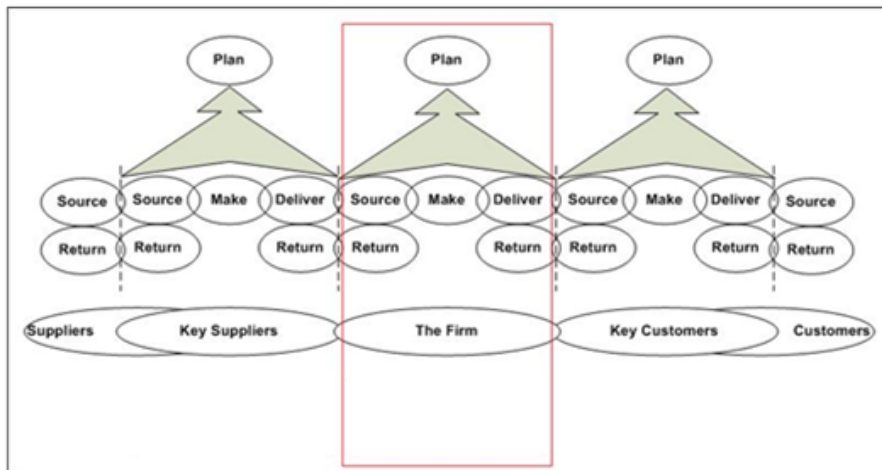 Plan Plan Plan
Source Source Make Deliver Source Make Deliver Source Make Deliver Source
Return Return Return Return Return Return Return Return
Suppliers Key Suppliers The Firm Key Customers Customers